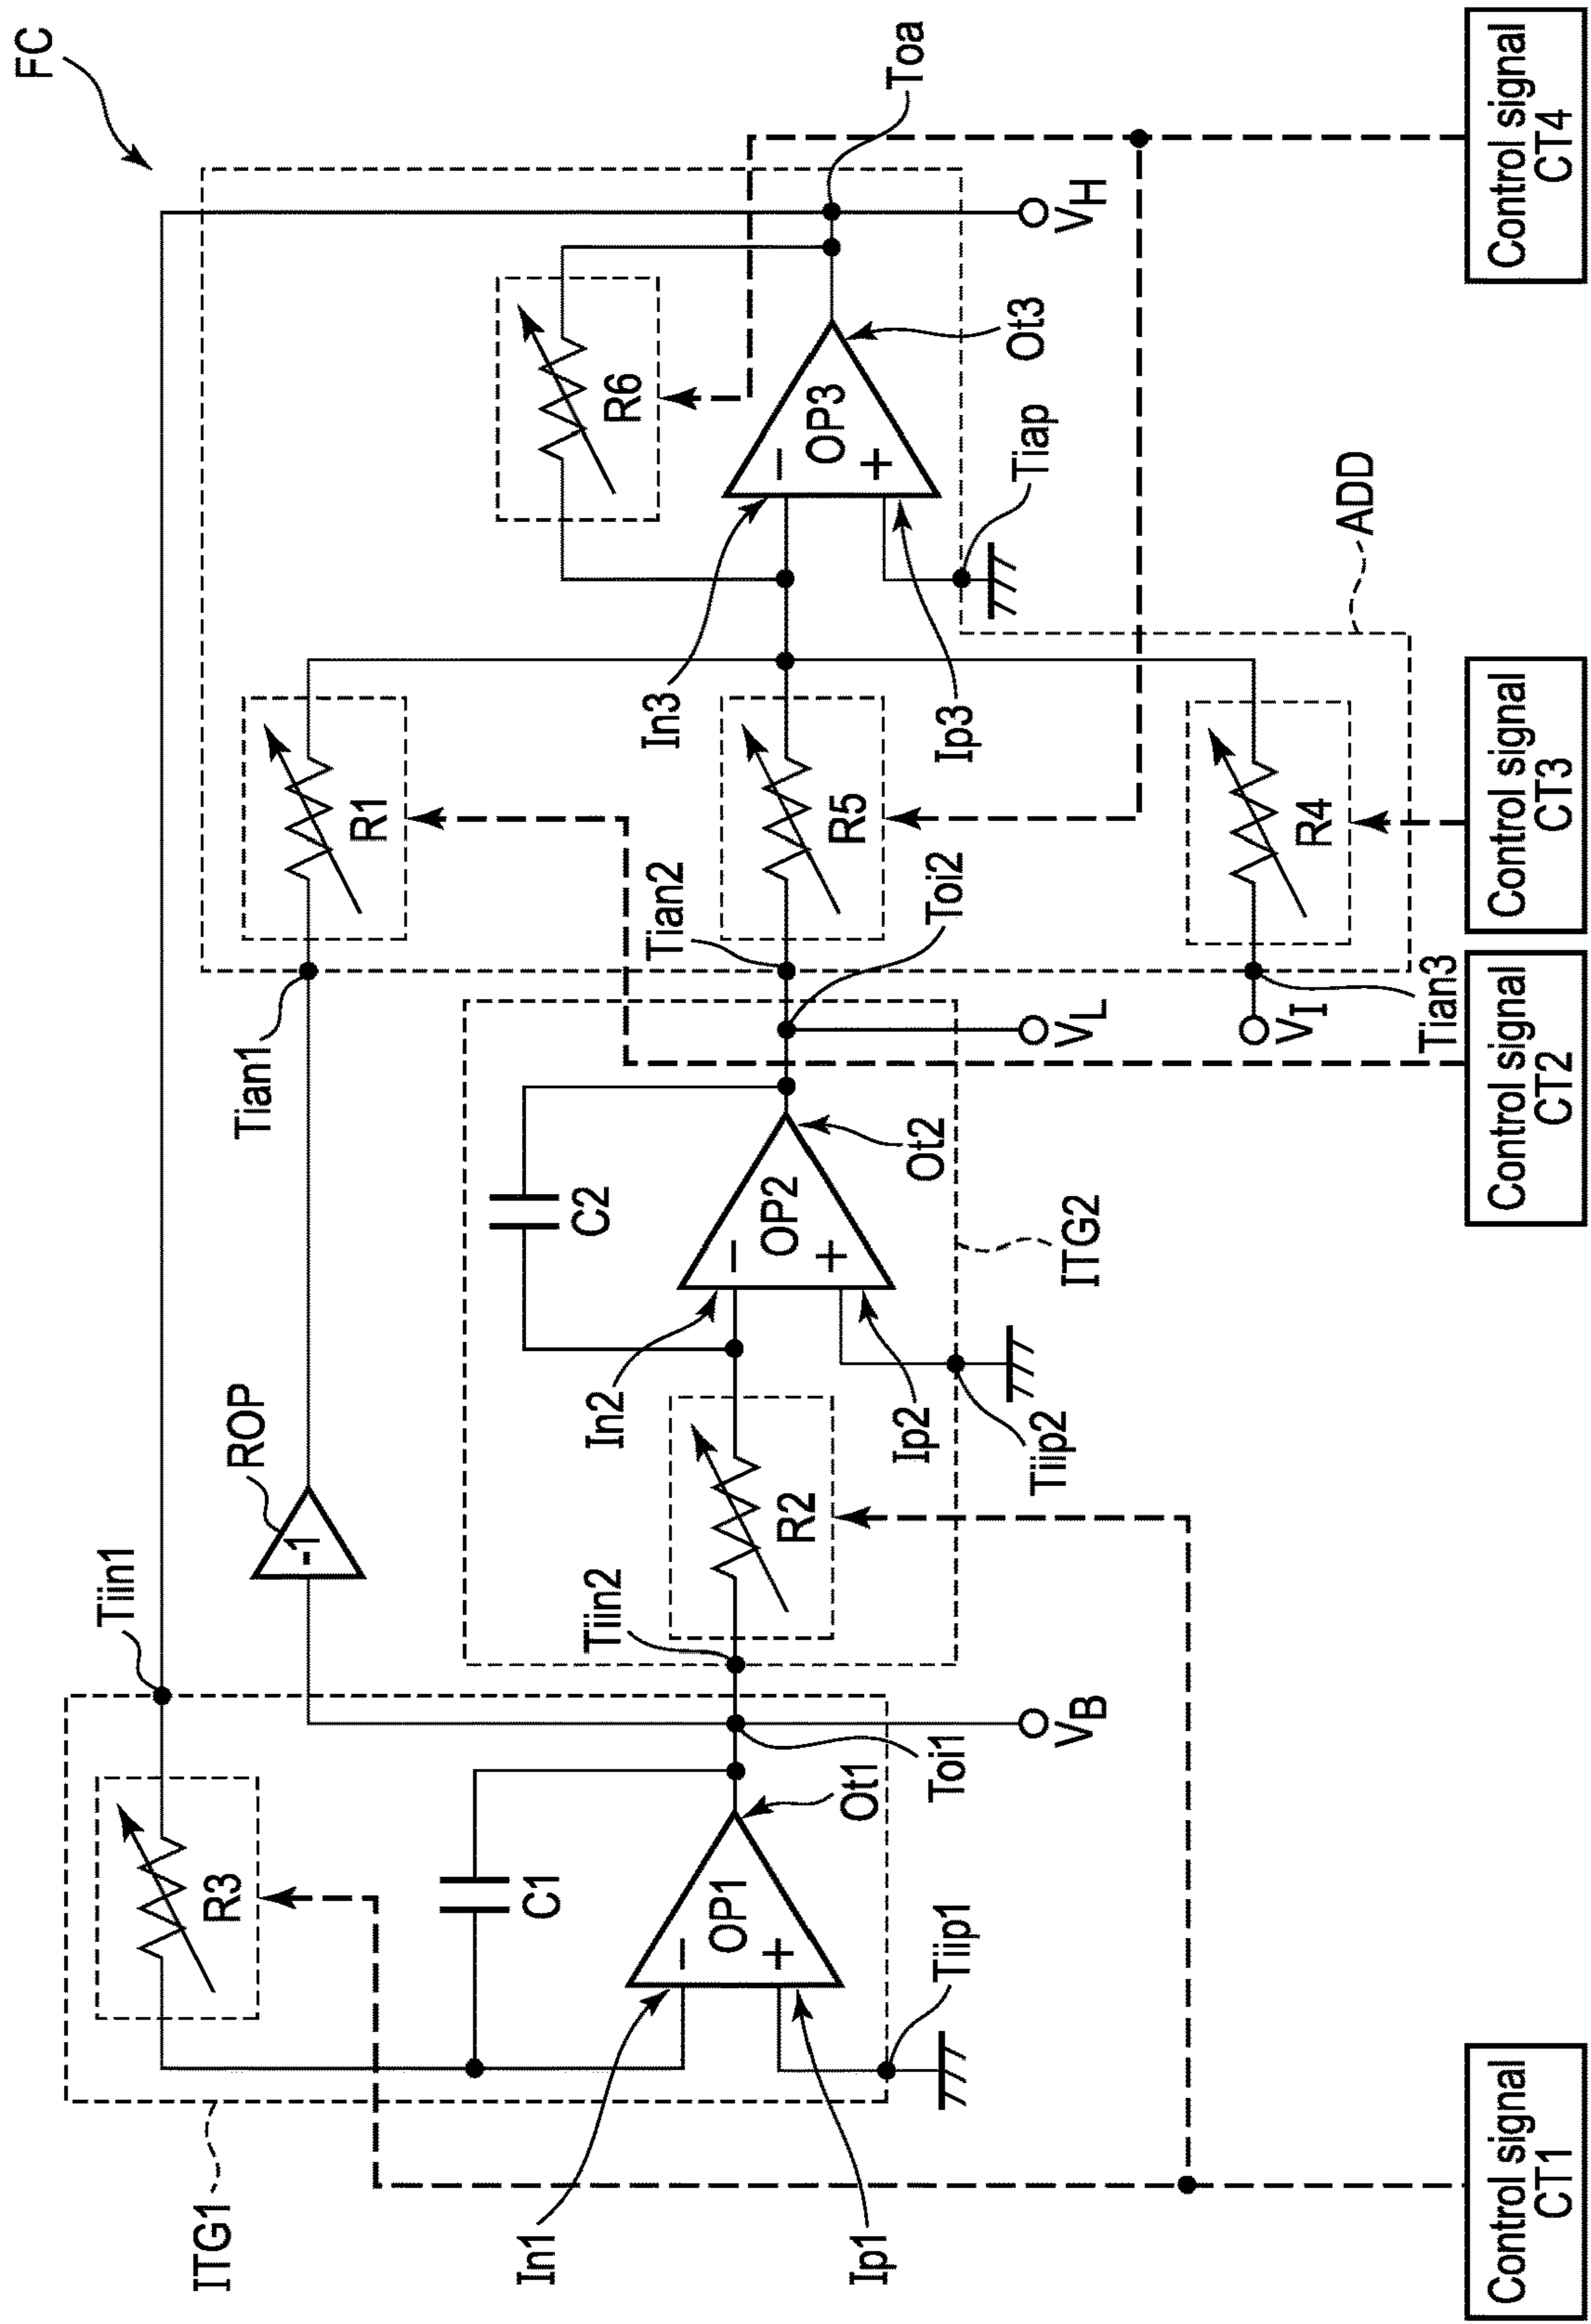 FC
Tiin1
ROP
-1
Tian1
R3
R1
R6
Toa
ITG1
C1
C2
In1
OP1
−
+
Ip1
Ot1
Tiip1
Toi1
VB
Tiin2
R2
In2
OP2
−
+
Ip2
Ot2
Tiip2
ITG2
Tian2
Toi2
VL
R5
In3
OP3
−
+
Ip3
Ot3
Tiap
VH
ADD
VI
Tian3
R4
Control signal
CT1
Control signal
CT2
Control signal
CT3
Control signal
CT4